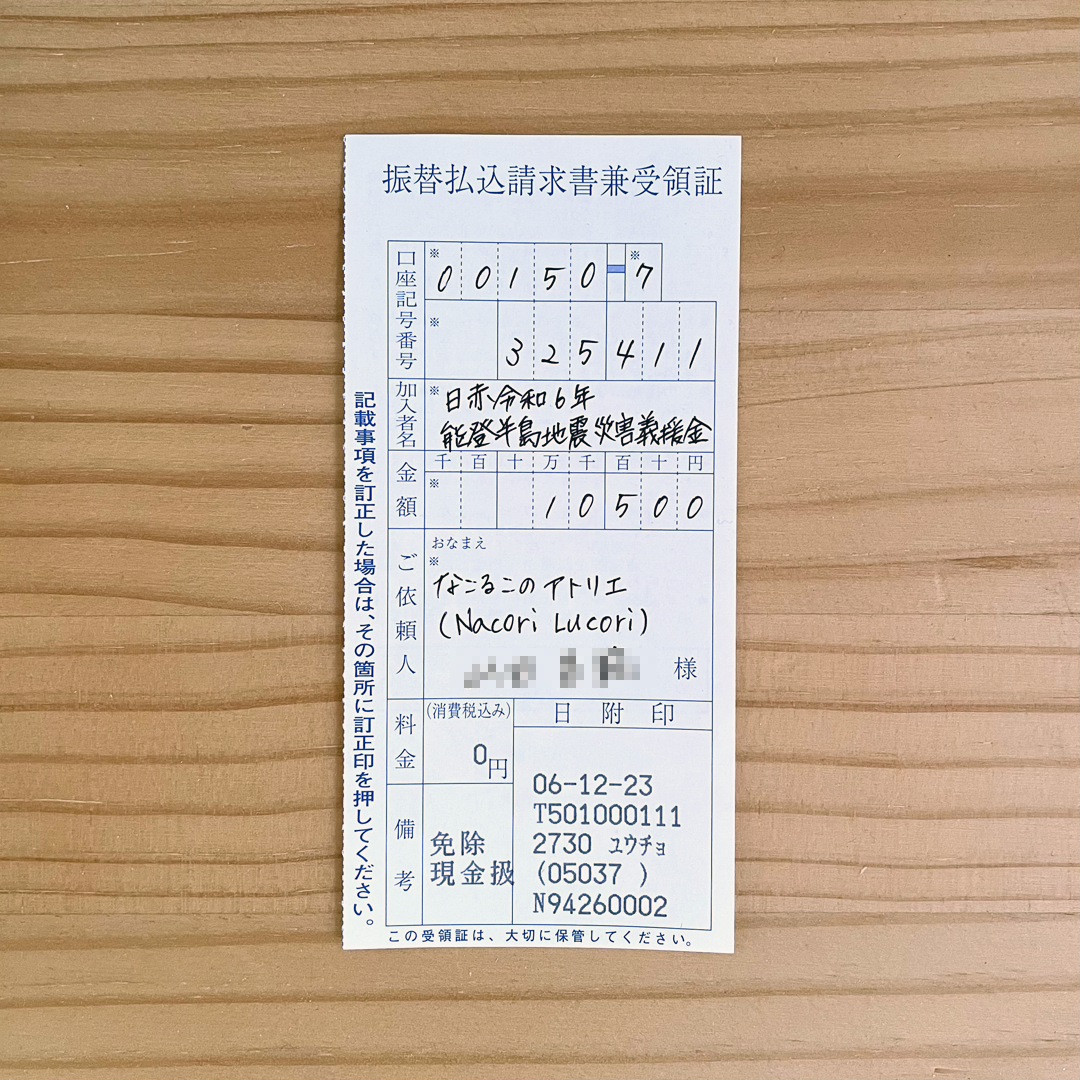 振替払込請求書兼受領証
口座記号番号
※ 00150-※7
※ 325411
加入者名
※ 日赤令和6年
能登半島地震災害義援金
金額
千百十万千百十円
※ 10500
ご依頼人
おなまえ
※
なこるこのアトリエ
(Nacori Lucori)
様
料金
(消費税込み)
0円
日附印
備考
免除
現金扱
06-12-23
T501000111
2730 ユウチョ
(05037 )
N94260002
記載事項を訂正した場合は、その箇所に訂正印を押してください。
この受領証は、大切に保管してください。